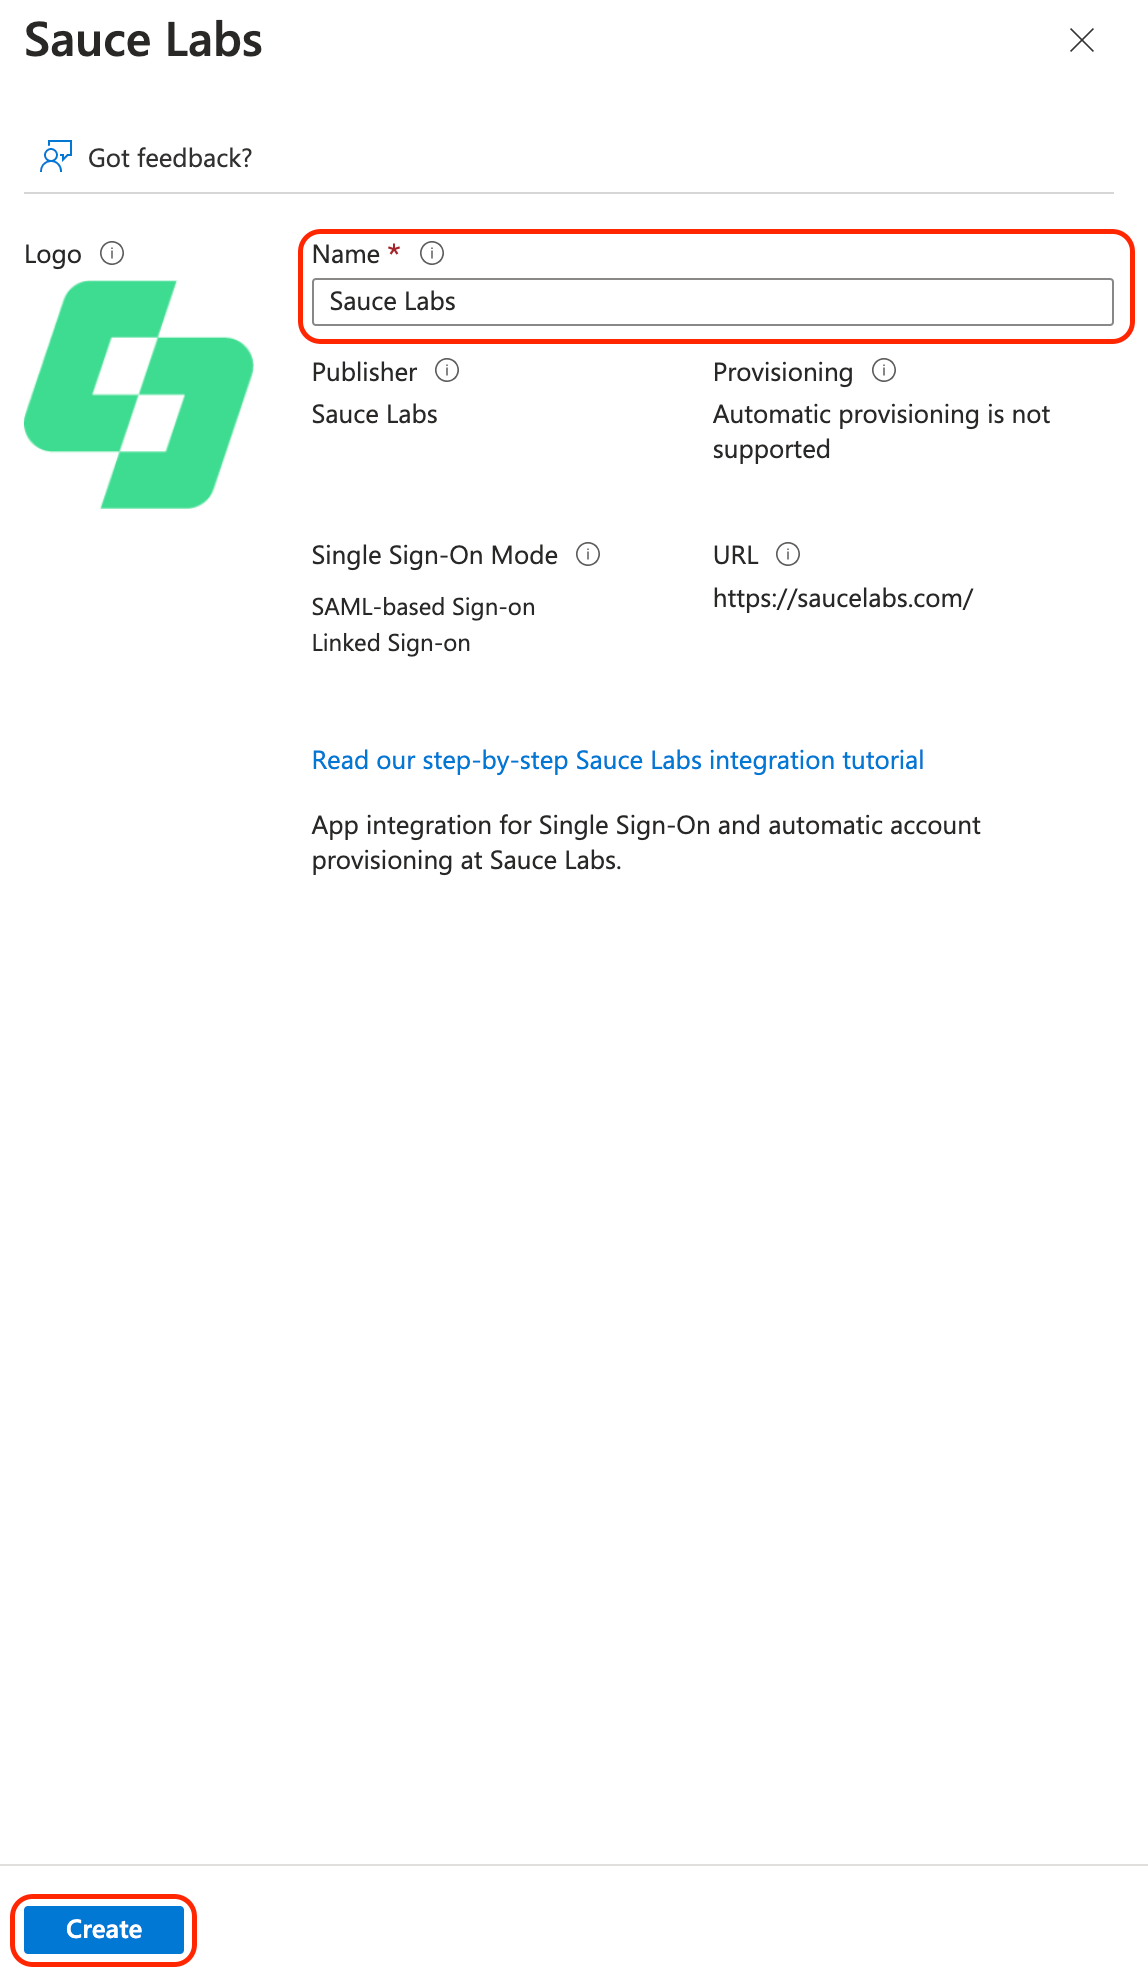 Sauce Labs
Got feedback?
Logo
Name *
Sauce Labs
Publisher
Sauce Labs
Provisioning
Automatic provisioning is not
supported
Single Sign-On Mode
SAML-based Sign-on
Linked Sign-on
URL
https://saucelabs.com/
Read our step-by-step Sauce Labs integration tutorial
App integration for Single Sign-On and automatic account
provisioning at Sauce Labs.
Create